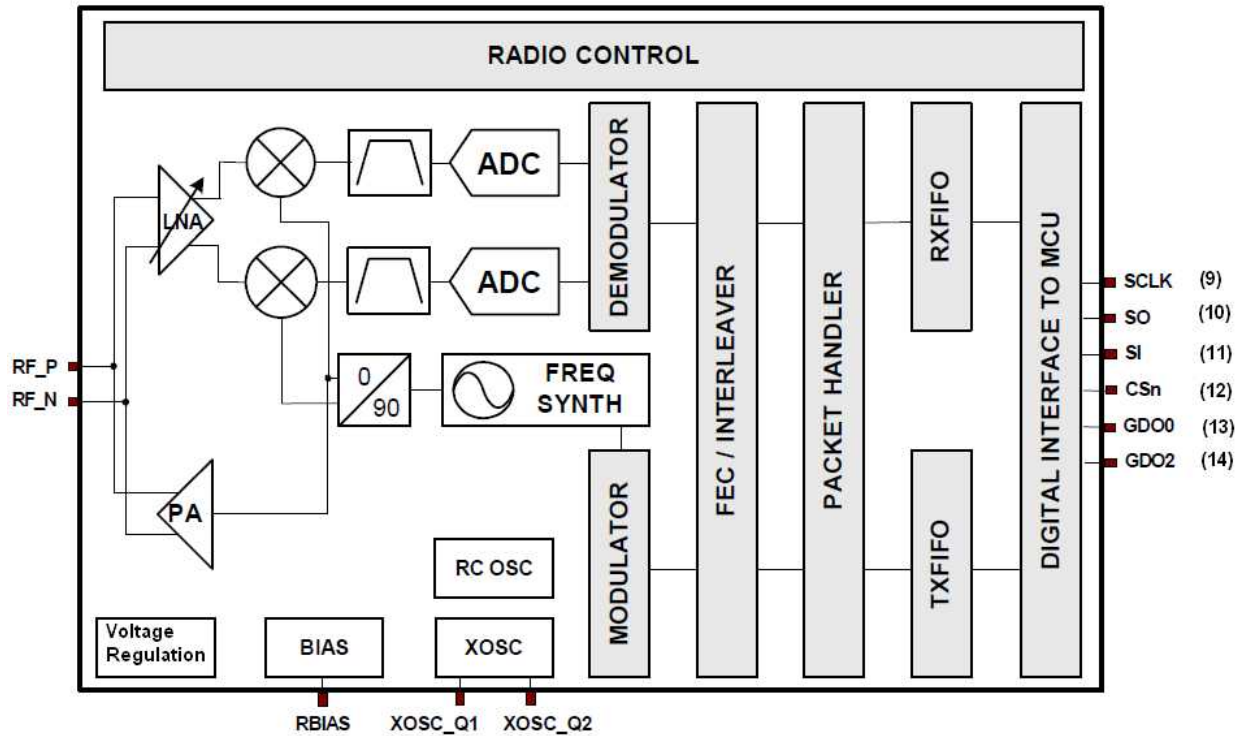 RADIO CONTROL
ADC
LNA
ADC
DEMODULATOR
FEC / INTERLEAVER
PACKET HANDLER
RXFIFO
DIGITAL INTERFACE TO MCU
SCLK (9)
SO (10)
SI (11)
CSn (12)
GDO0 (13)
GDO2 (14)
RF_P
RF_N
0
90
FREQ
SYNTH
PA
MODULATOR
TXFIFO
RC OSC
Voltage
Regulation
BIAS
XOSC
RBIAS
XOSC_Q1
XOSC_Q2